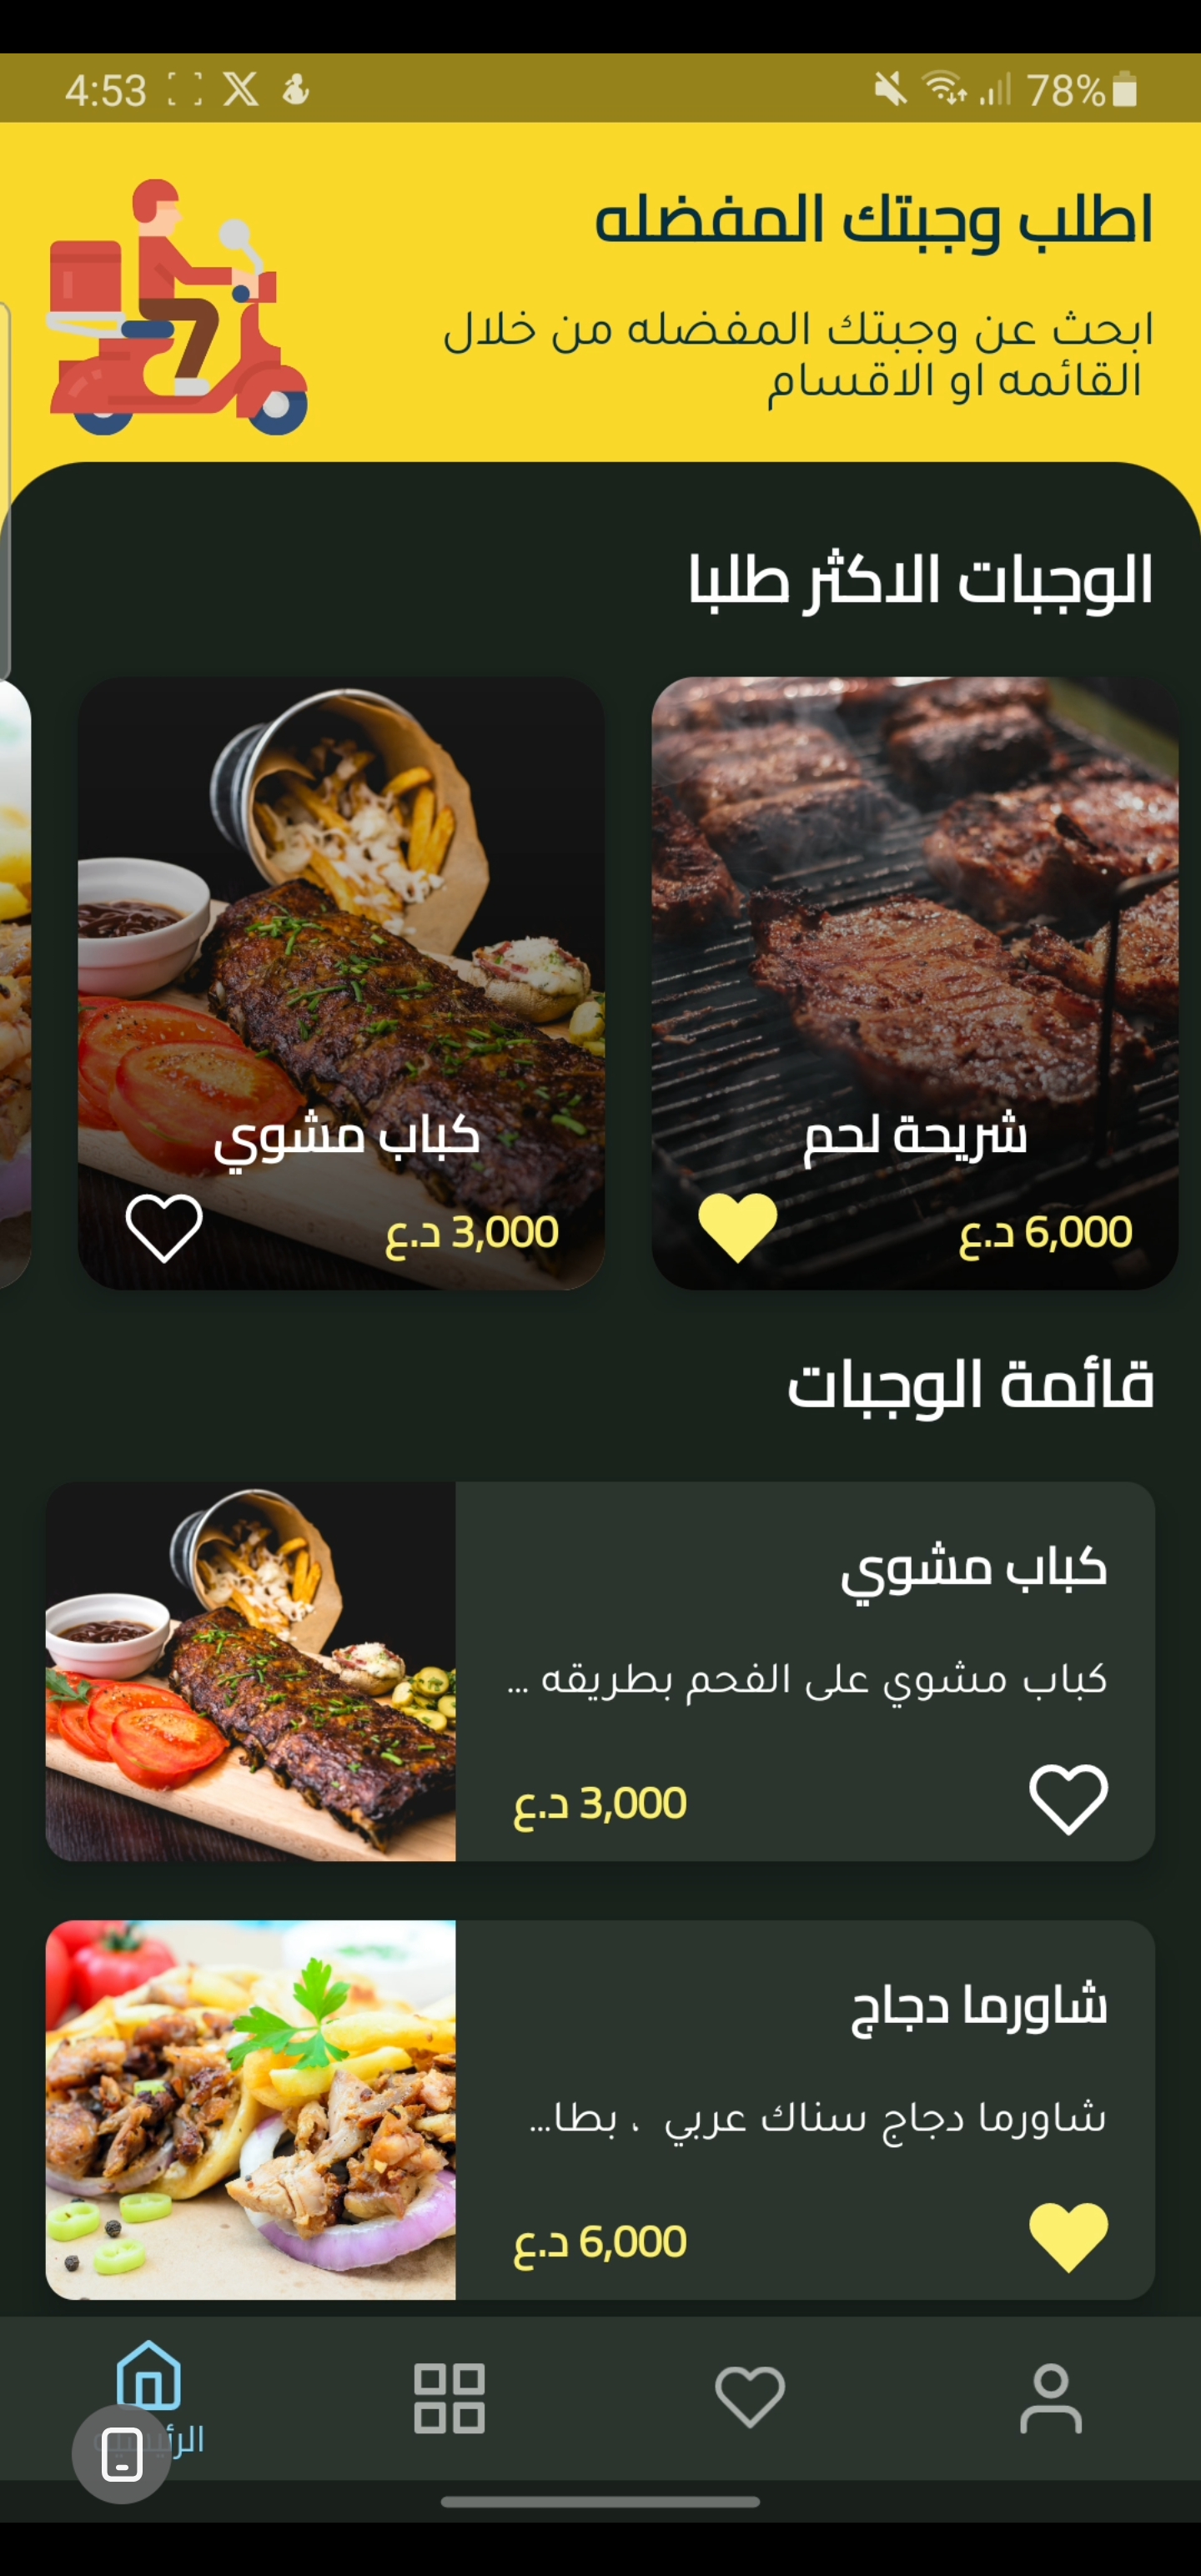 4:53
78%
اطلب وجبتك المفضله
ابحث عن وجبتك المفضله من خلال
القائمه او الاقسام
الوجبات الاكثر طلبا
شريحة لحم
6,000 د.ع
كباب مشوي
3,000 د.ع
قائمة الوجبات
كباب مشوي
كباب مشوي على الفحم بطريقه ...
3,000 د.ع
شاورما دجاج
شاورما دجاج سناك عربي ، بطا...
6,000 د.ع